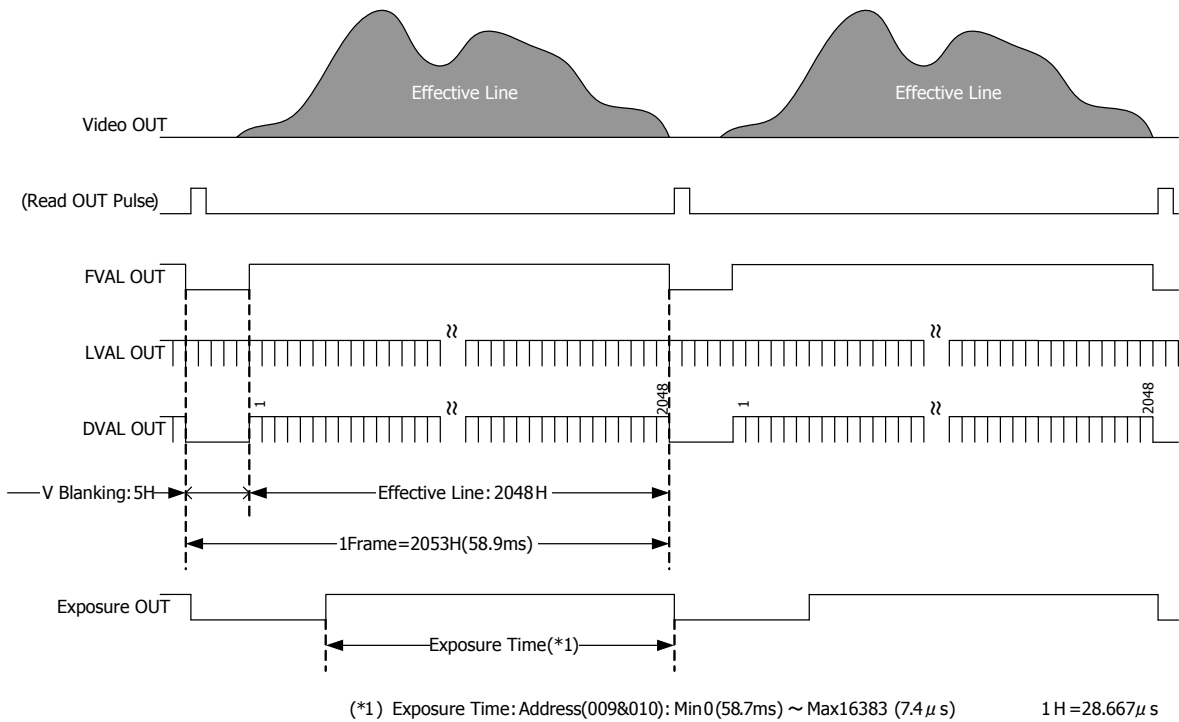 Effective Line
Effective Line
Video OUT
(Read OUT Pulse)
FVAL OUT
≈
≈
LVAL OUT
1
2048
1
2048
≈
≈
DVAL OUT
V Blanking:5H
Effective Line:2048H
1Frame=2053H(58.9ms)
Exposure OUT
Exposure Time(*1)
(*1) Exposure Time:Address(009&010): Min0(58.7ms) ~ Max16383 (7.4μs) 1H=28.667μs